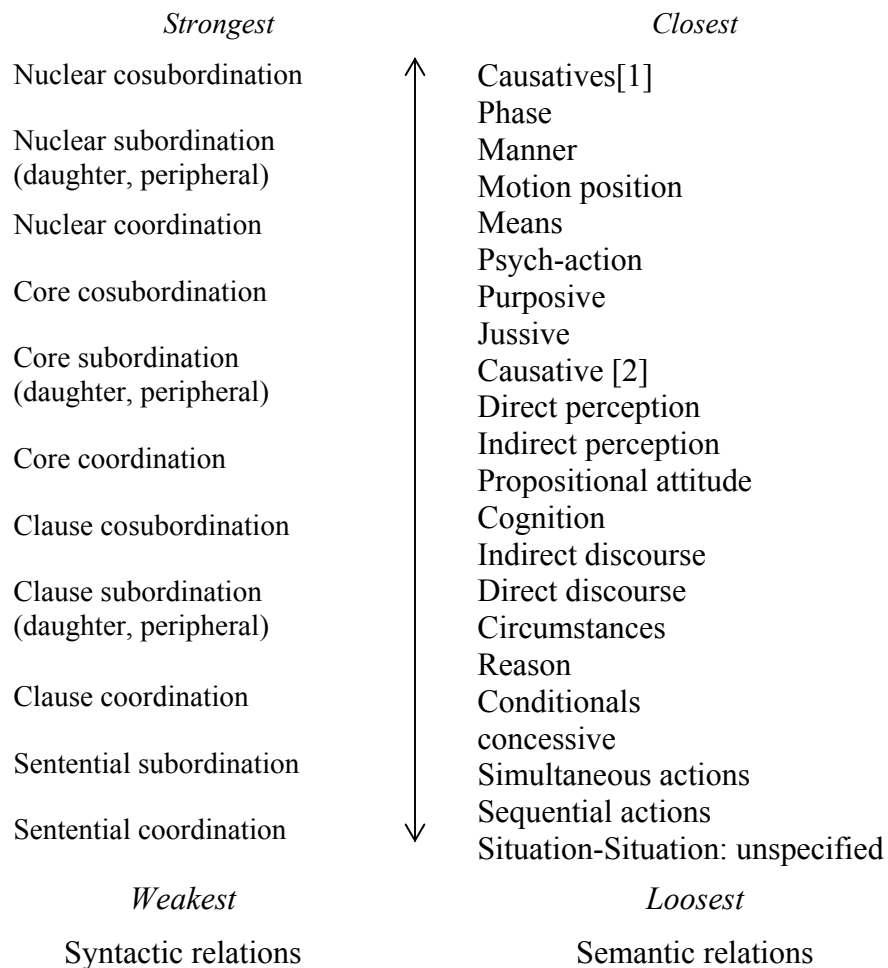 Strongest
Nuclear cosubordination
Nuclear subordination
(daughter, peripheral)
Nuclear coordination
Core cosubordination
Core subordination
(daughter, peripheral)
Core coordination
Clause cosubordination
Clause subordination
(daughter, peripheral)
Clause coordination
Sentential subordination
Sentential coordination
Weakest
Syntactic relations
Closest
Causatives[1]
Phase
Manner
Motion position
Means
Psych-action
Purposive
Jussive
Causative [2]
Direct perception
Indirect perception
Propositional attitude
Cognition
Indirect discourse
Direct discourse
Circumstances
Reason
Conditionals
concessive
Simultaneous actions
Sequential actions
Situation-Situation: unspecified
Loosest
Semantic relations